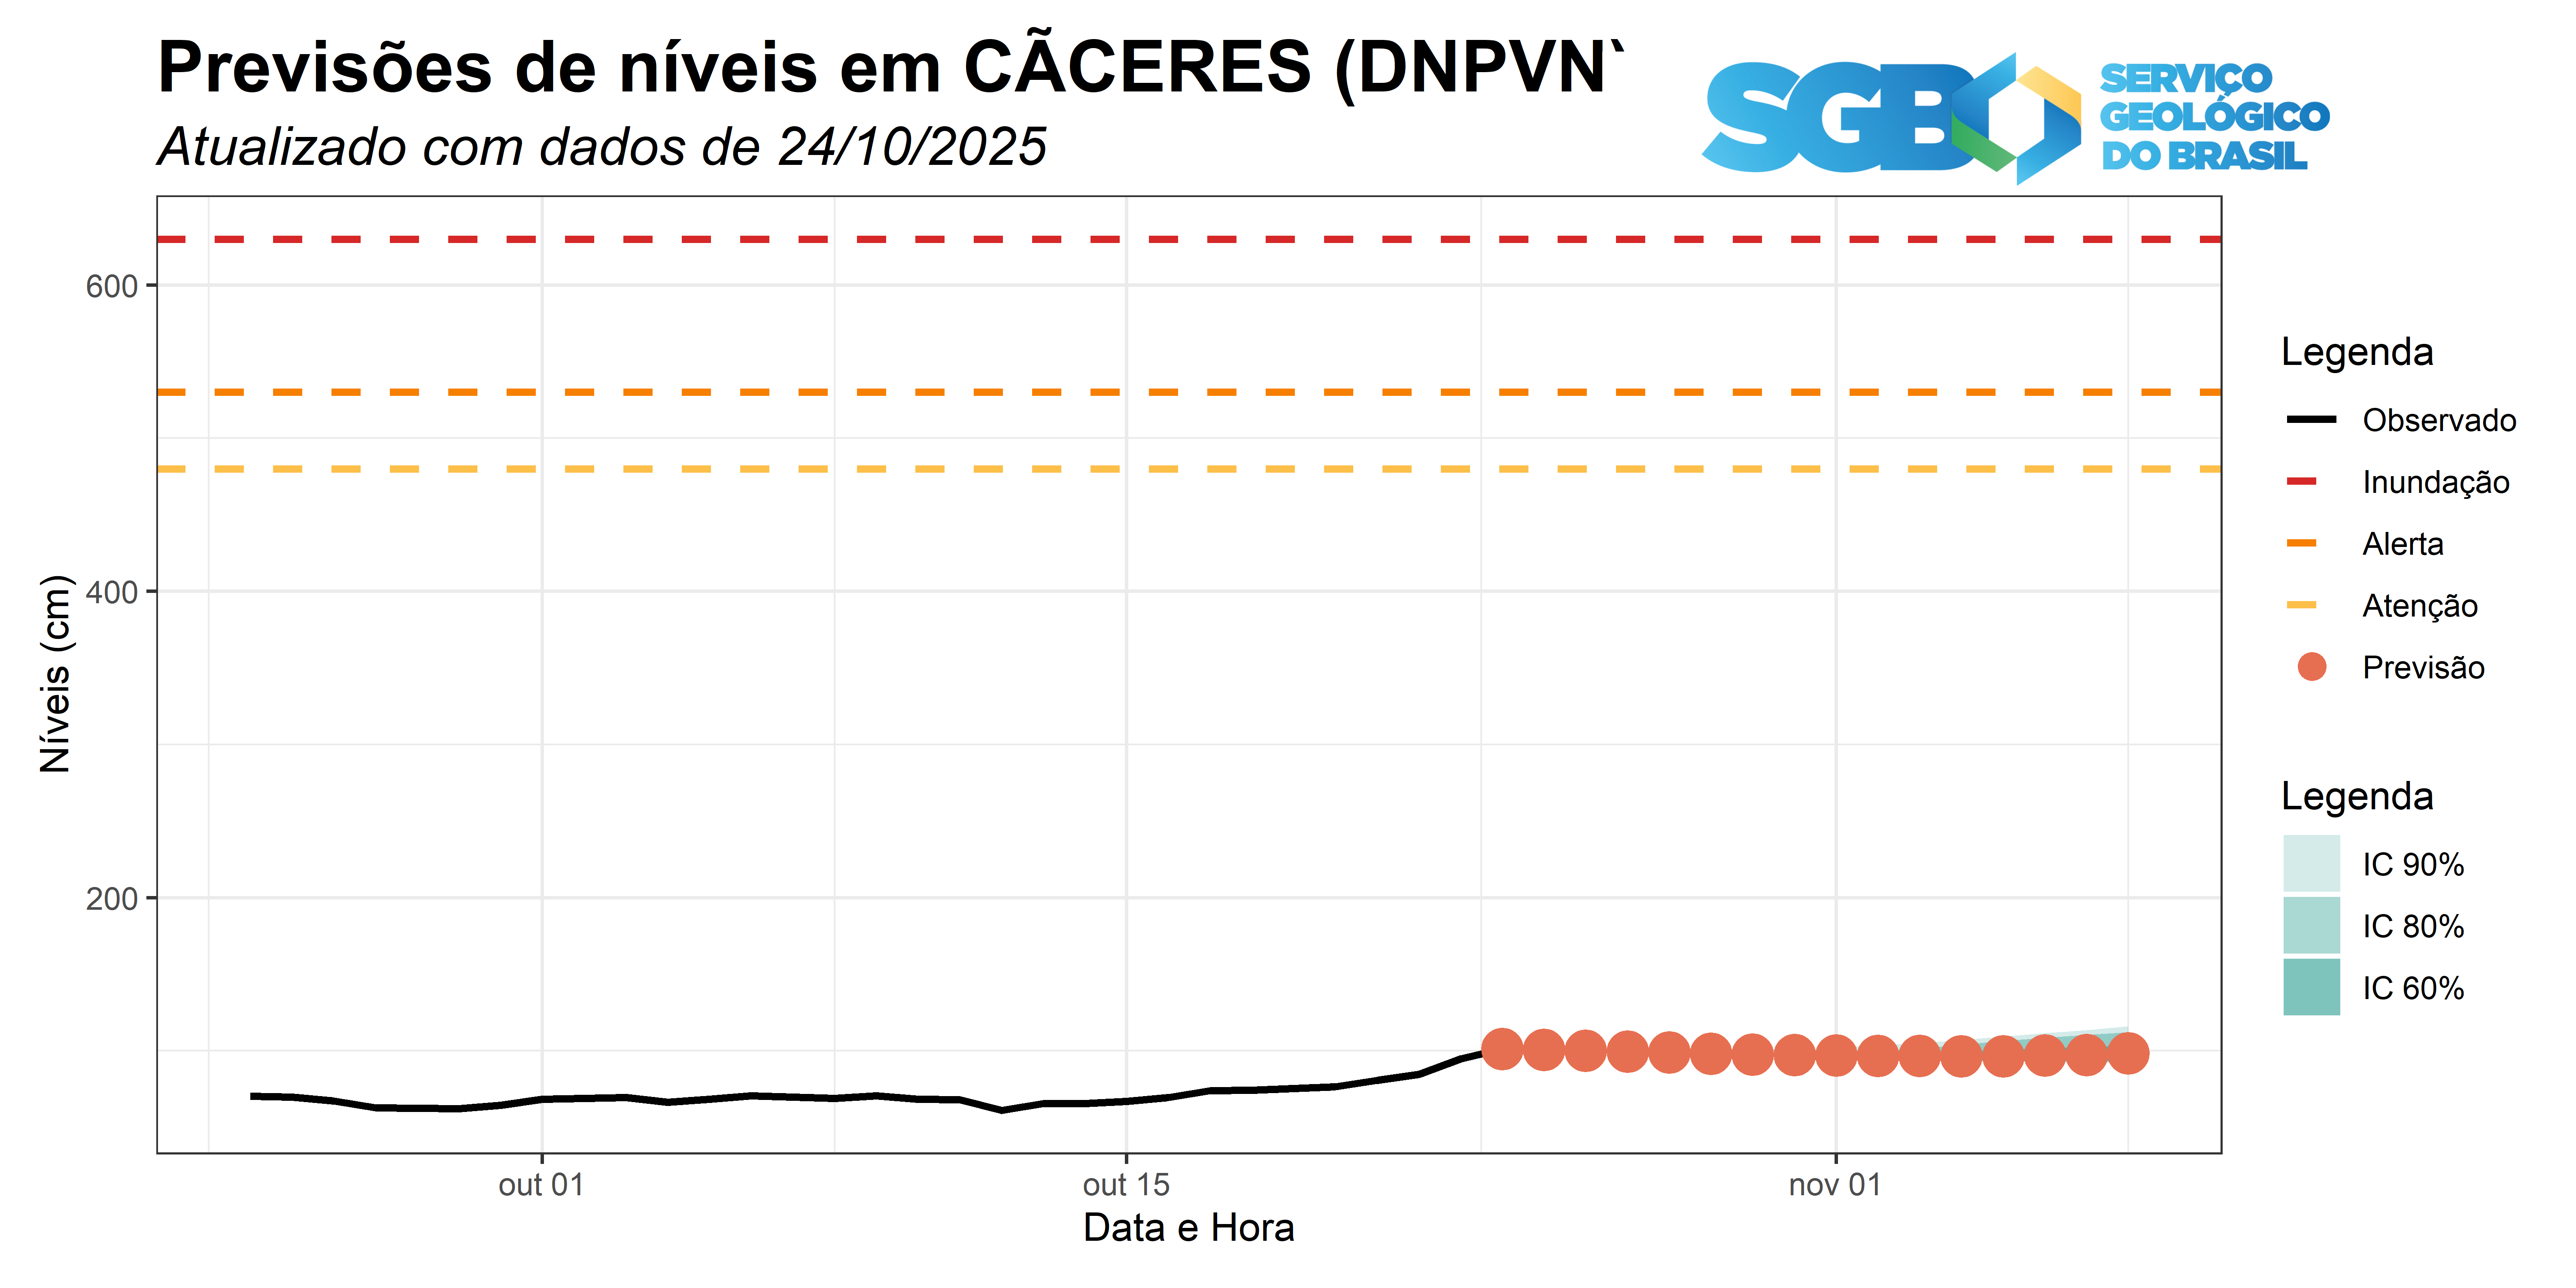 Previsões de níveis em CÃCERES (DNPVN`
Atualizado com dados de 24/10/2025
SGB
SERVIÇO
GEOLÓGICO
DO BRASIL
600
400
200
Níveis (cm)
out 01
out 15
nov 01
Data e Hora
Legenda
Observado
Inundação
Alerta
Atenção
Previsão
Legenda
IC 90%
IC 80%
IC 60%